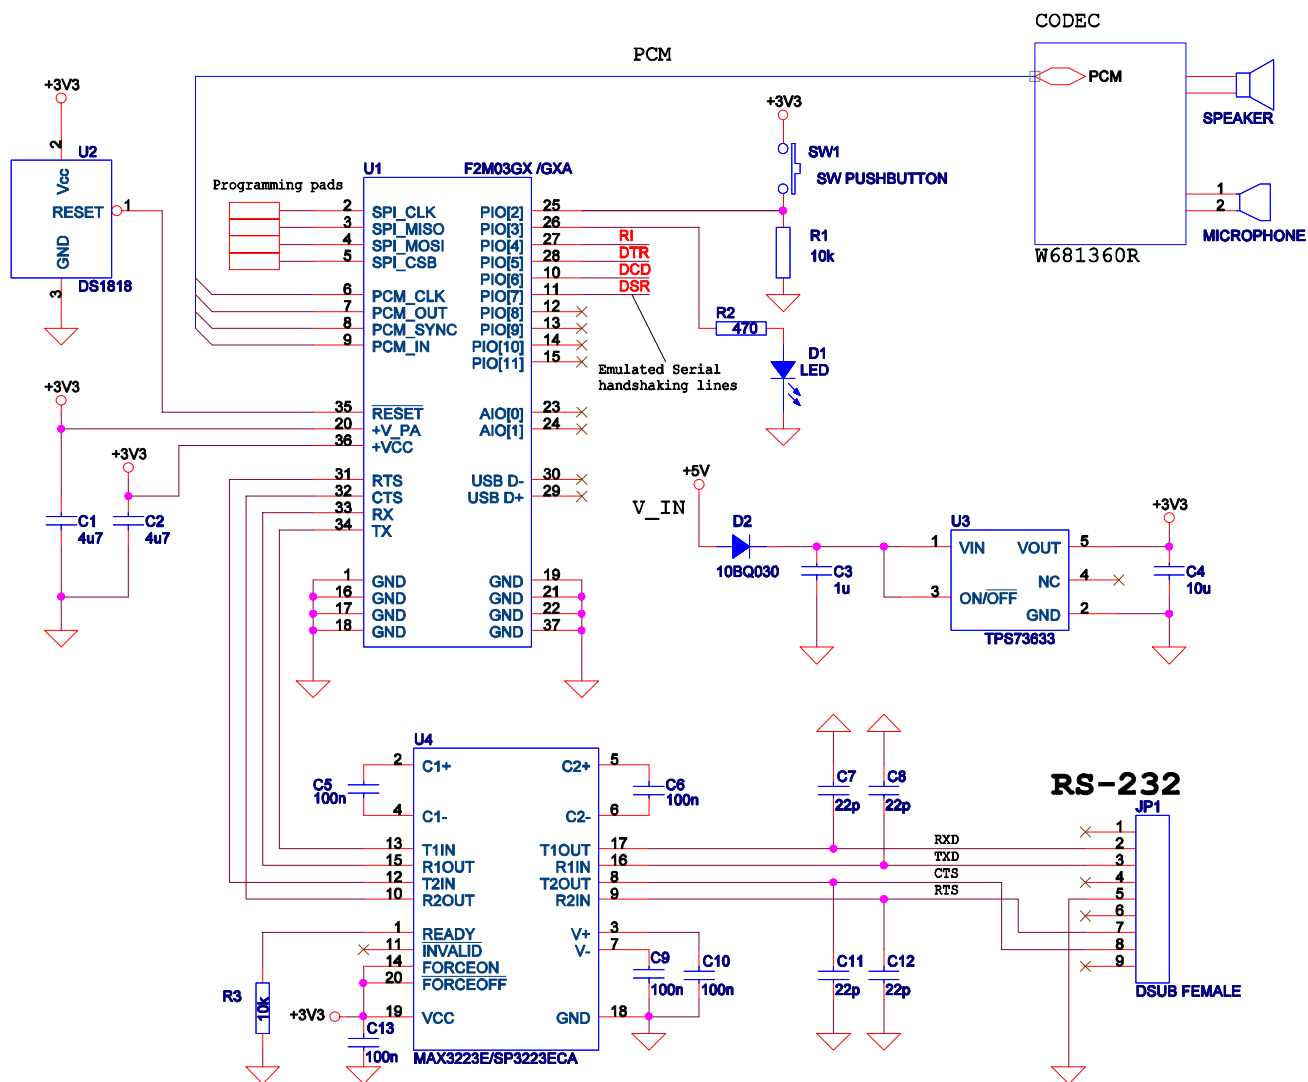 CODEC
PCM
PCM
SPEAKER
1
2
MICROPHONE
W681360R
+3V3
2
U2
Vcc
RESET
1
GND
DS1818
3
Programming pads
U1
F2M03GX /GXA
2 SPI_CLK
3 SPI_MISO
4 SPI_MOSI
5 SPI_CSB
6 PCM_CLK
7 PCM_OUT
8 PCM_SYNC
9 PCM_IN
35 RESET
20 +V_PA
36 +VCC
31 RTS
32 CTS
33 RX
34 TX
1 GND
16 GND
17 GND
18 GND
PIO[2] 25
PIO[3] 26
PIO[4] 27
PIO[5] 28
PIO[6] 10
PIO[7] 11
PIO[8] 12
PIO[9] 13
PIO[10] 14
PIO[11] 15
AIO[0] 23
AIO[1] 24
USB D- 30
USB D+ 29
GND 19
GND 21
GND 22
GND 37
RI
DTR
DCD
DSR
Emulated Serial
handshaking lines
+3V3
SW1
SW PUSHBUTTON
R1
10k
R2
470
D1
LED
+3V3
+3V3
C1
4u7
C2
4u7
+5V
V_IN
D2
10BQ030
C3
1u
U3
1 VIN
3 ON/OFF
VOUT 5
NC 4
GND 2
TPS73633
+3V3
C4
10u
U4
2 C1+
4 C1-
13 T1IN
15 R1OUT
12 T2IN
10 R2OUT
1 READY
11 INVALID
14 FORCEON
20 FORCEOFF
19 VCC
C2+ 5
C2- 6
T1OUT 17
R1IN 16
T2OUT 8
R2IN 9
V+ 3
V- 7
GND 18
MAX3223E/SP3223ECA
C5
100n
C6
100n
R3
10k
+3V3
C13
100n
C9
100n
C10
100n
C7
22p
C8
22p
C11
22p
C12
22p
RXD
TXD
CTS
RTS
RS-232
JP1
1
2
3
4
5
6
7
8
9
DSUB FEMALE